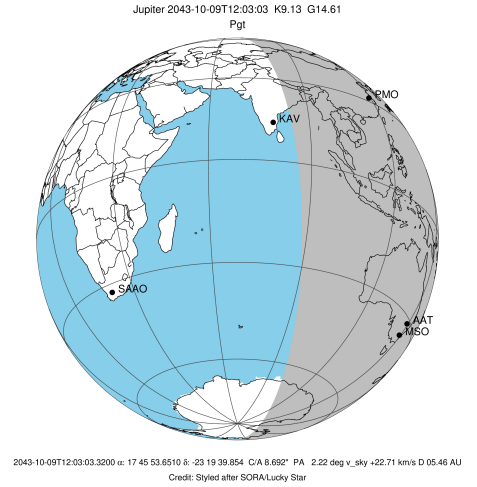 Jupiter 2043-10-09T12:03:03 K9.13 G14.61
Pgt
PMO
KAV
SAAO
AAT
MSO
2043-10-09T12:03:03.3200 α: 17 45 53.6510 δ: -23 19 39.854 C/A 8.692" PA 2.22 deg v_sky +22.71 km/s D 05.46 AU
Credit: Styled after SORA/Lucky Star